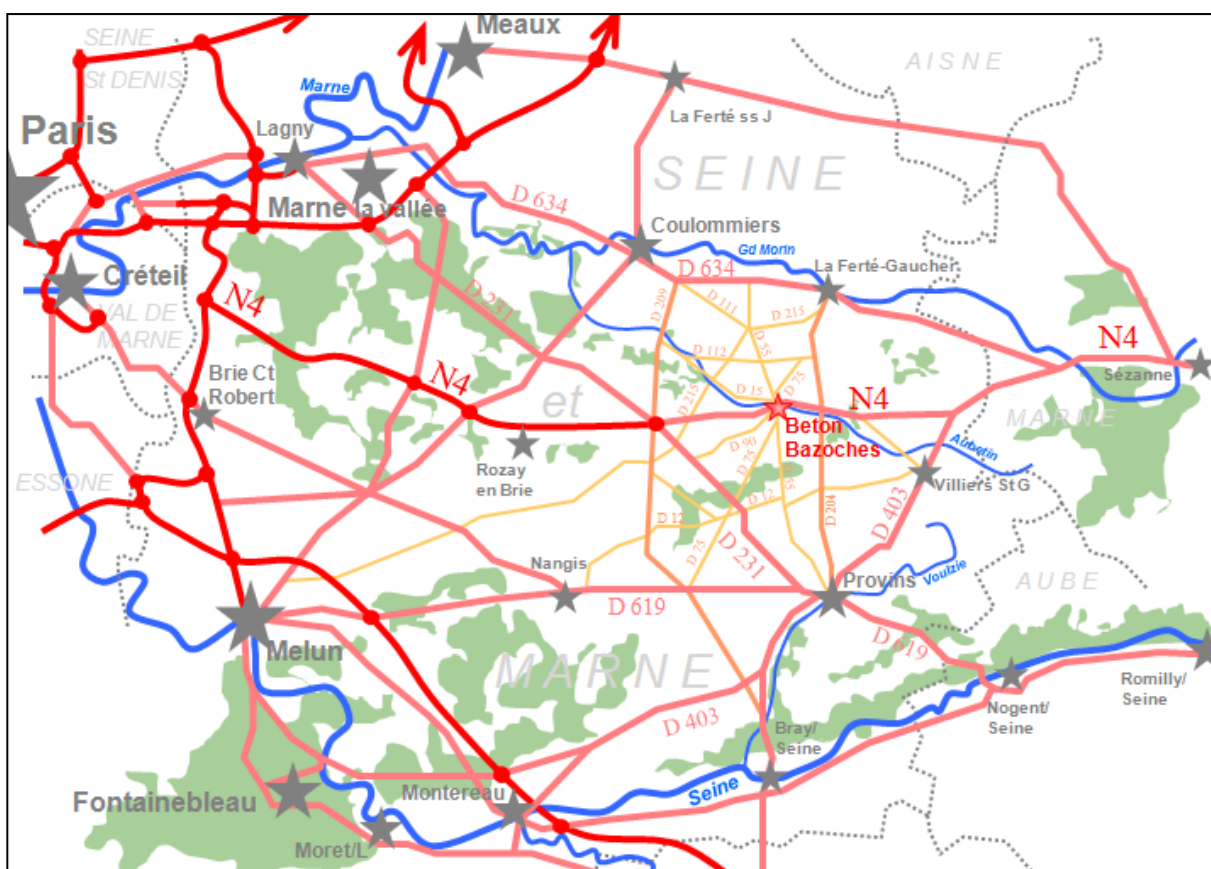 Meaux
SEINE
St DENIS
AISNE
Marne
Paris
Lagny
La Ferté ss J
SEINE
Marne la vallée
D 634
Coulommiers
Gd Morin
Créteil
D 634
La Ferté-Gaucher
VAL DE
MARNE
N4
D 231
D 209
D 111
D 215
D 55
N4
D 112
Sézanne
Brie Ct
Robert
N4
et
D 15
D 75
N4
D 215
MARNE
Beton
Bazoches
Aubetin
D 90
Rozay
en Brie
D 75
ESSONE
Villiers St G
D 55
D 12
D 204
D 403
D 12
D 75
Nangis
D 231
Provins
Voulzie
AUBE
D 619
Melun
MARNE
D 619
Romilly/
Seine
Nogent/
Seine
D 403
Bray/
Seine
Fontainebleau
Montereau
Seine
Moret/L